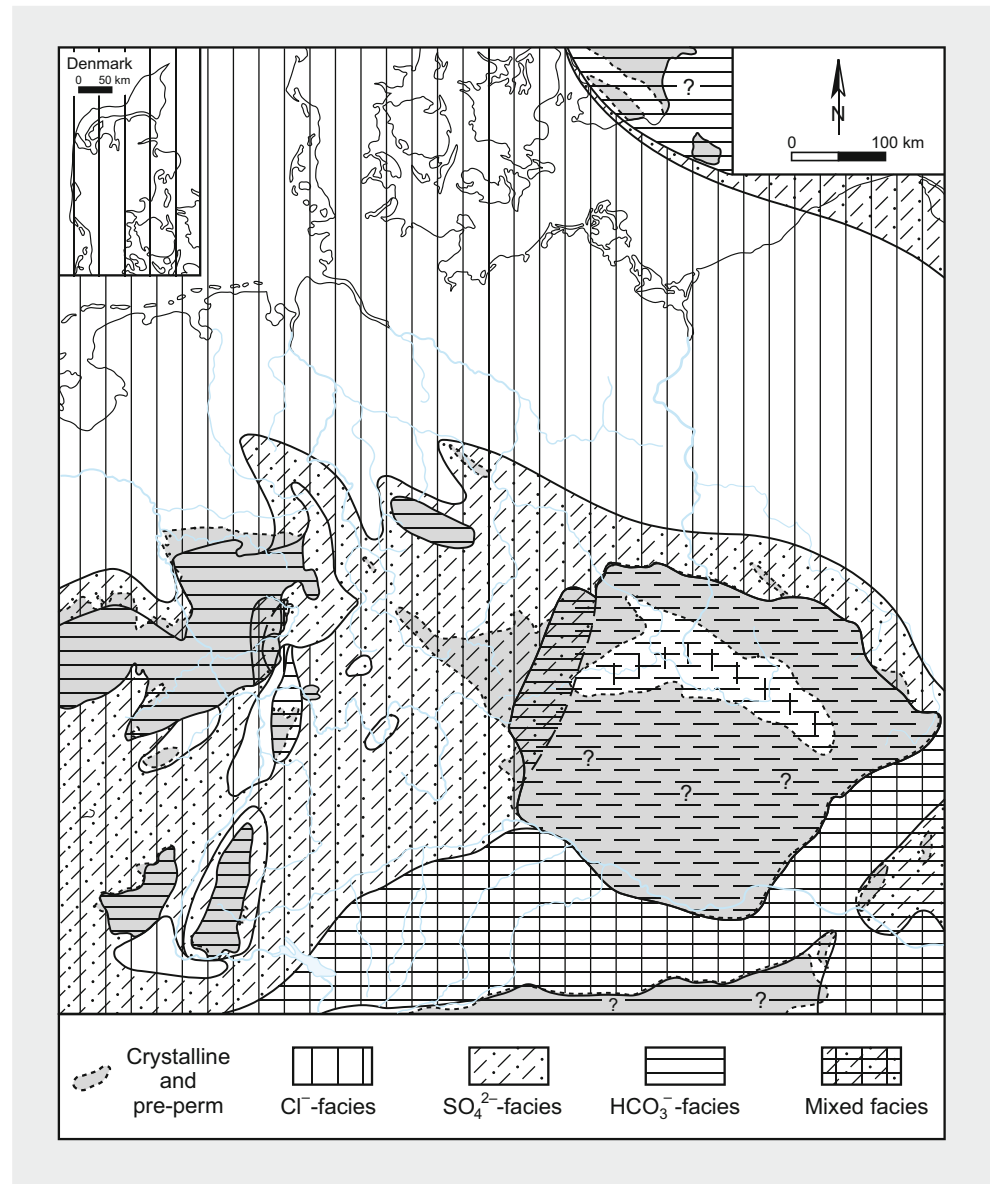 Denmark
0 50 km
?
N
0 100 km
?
?
?
?
?
Crystalline
and
pre-perm
Cl⁻-facies
SO₄²⁻-facies
HCO₃⁻-facies
Mixed facies